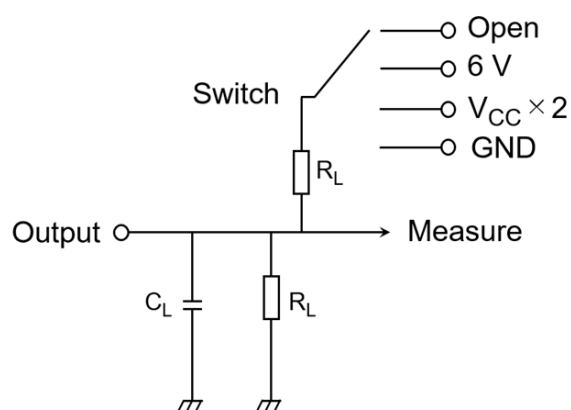 Open
6 V
Switch
V_CC × 2
GND
R_L
Output
Measure
C_L
R_L